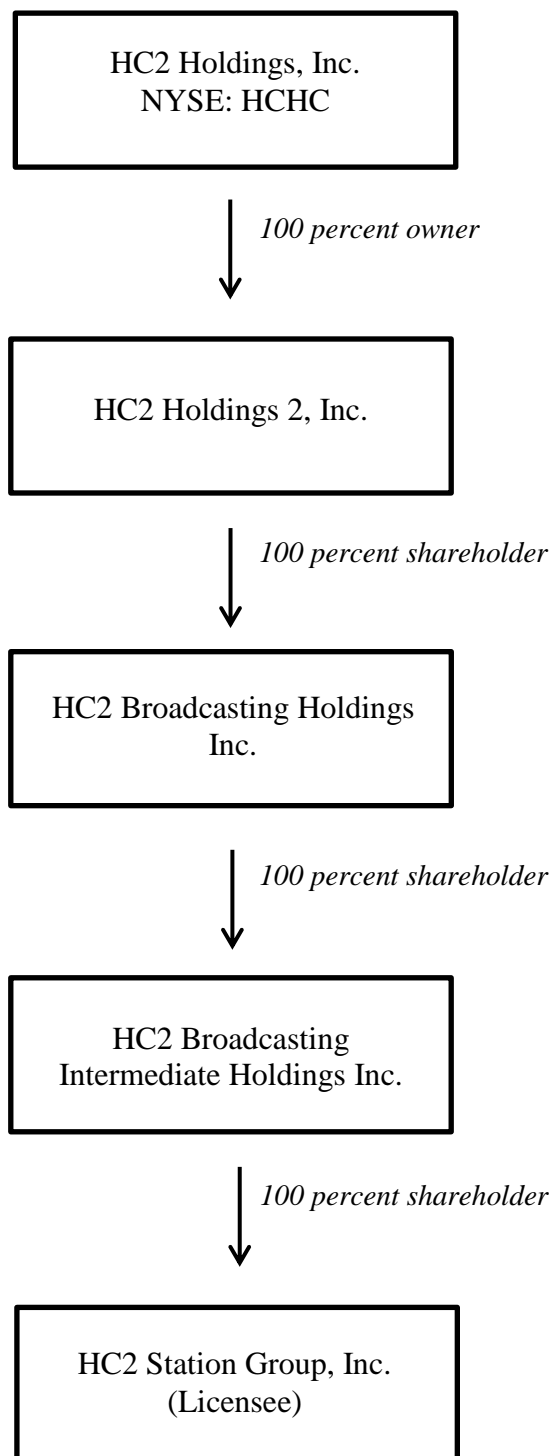 HC2 Holdings, Inc.
NYSE: HCHC
100 percent owner
HC2 Holdings 2, Inc.
100 percent shareholder
HC2 Broadcasting Holdings
Inc.
100 percent shareholder
HC2 Broadcasting
Intermediate Holdings Inc.
100 percent shareholder
HC2 Station Group, Inc.
(Licensee)